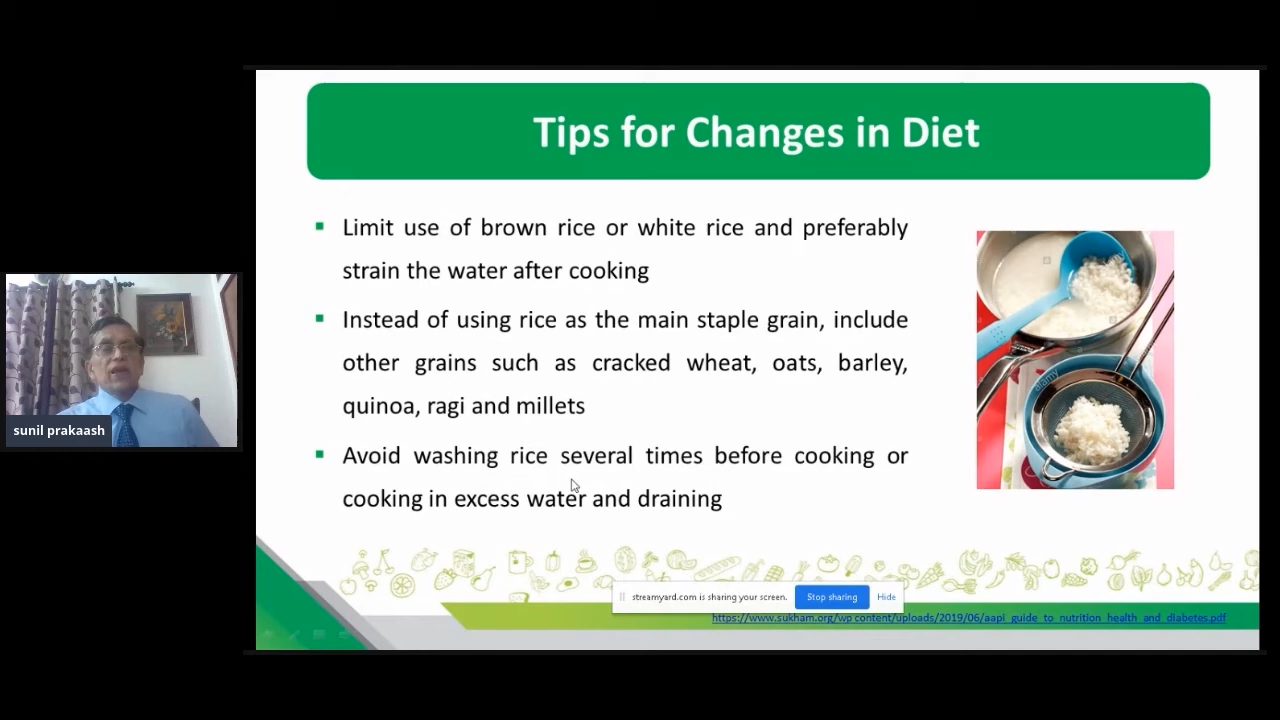 Tips for Changes in Diet
Limit use of brown rice or white rice and preferably
strain the water after cooking
Instead of using rice as the main staple grain, include
other grains such as cracked wheat, oats, barley,
quinoa, ragi and millets
Avoid washing rice several times before cooking or
cooking in excess water and draining
alamy
sunil prakaash
streamyard.com is sharing your screen.
Stop sharing
Hide
https://www.sukham.org/wp content/uploads/2019/06/aapi_guide_to_nutrition_health_and_diabetes.pdf